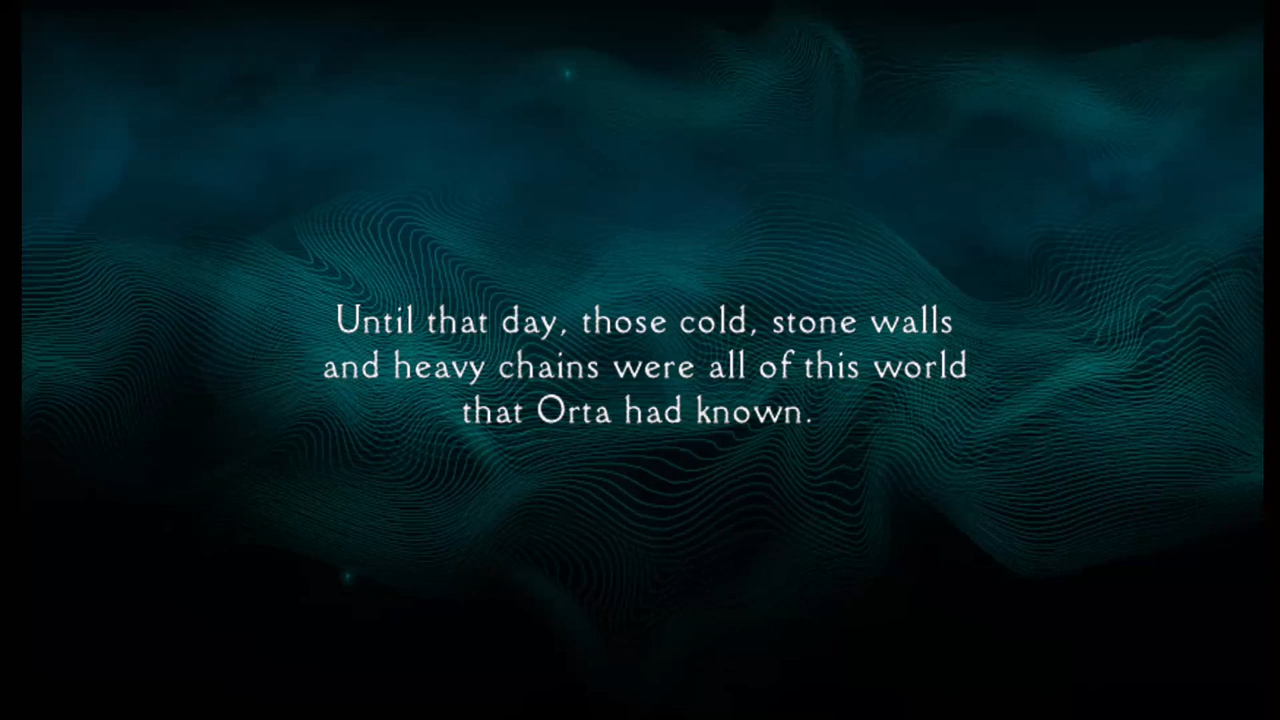 Until that day, those cold, stone walls
and heavy chains were all of this world
that Orta had known.